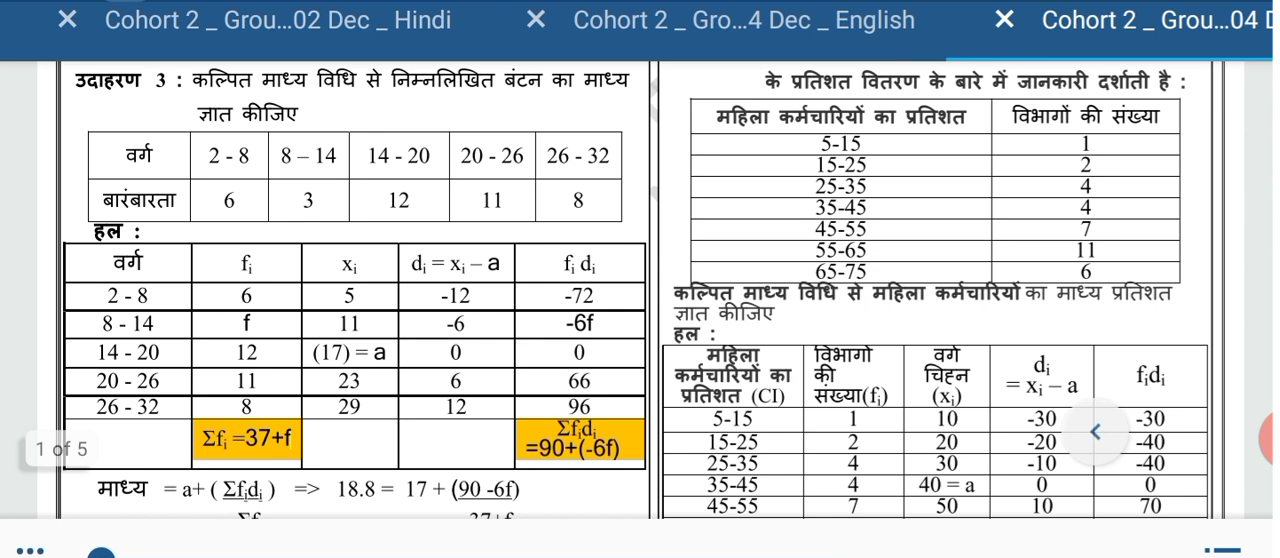 × Cohort 2 _ Grou...02 Dec _ Hindi × Cohort 2 _ Gro...4 Dec _ English × Cohort 2 _ Grou...04
उदाहरण 3 : कल्पित माध्य विधि से निम्नलिखित बंटन का माध्य
ज्ञात कीजिए
वर्ग 2 - 8 8 – 14 14 - 20 20 - 26 26 - 32
बारंबारता 6 3 12 11 8
हल :
वर्ग fᵢ xᵢ dᵢ = xᵢ – a fᵢ dᵢ
2 - 8 6 5 -12 -72
8 - 14 f 11 -6 -6f
14 - 20 12 (17) = a 0 0
20 - 26 11 23 6 66
26 - 32 8 29 12 96
Σfᵢ =37+f Σfᵢdᵢ
=90+(-6f)
1 of 5
माध्य = a+ ( Σfᵢdᵢ ) => 18.8 = 17 + (90 -6f)
के प्रतिशत वितरण के बारे में जानकारी दर्शाती है :
महिला कर्मचारियों का प्रतिशत विभागों की संख्या
5-15 1
15-25 2
25-35 4
35-45 4
45-55 7
55-65 11
65-75 6
कल्पित माध्य विधि से महिला कर्मचारियों का माध्य प्रतिशत
ज्ञात कीजिए
हल :
महिला विभागो वर्ग dᵢ
कर्मचारियों का की चिह्न = xᵢ – a fᵢdᵢ
प्रतिशत (CI) संख्या(fᵢ) (xᵢ)
5-15 1 10 -30 -30
15-25 2 20 -20 -40
25-35 4 30 -10 -40
35-45 4 40 = a 0 0
45-55 7 50 10 70